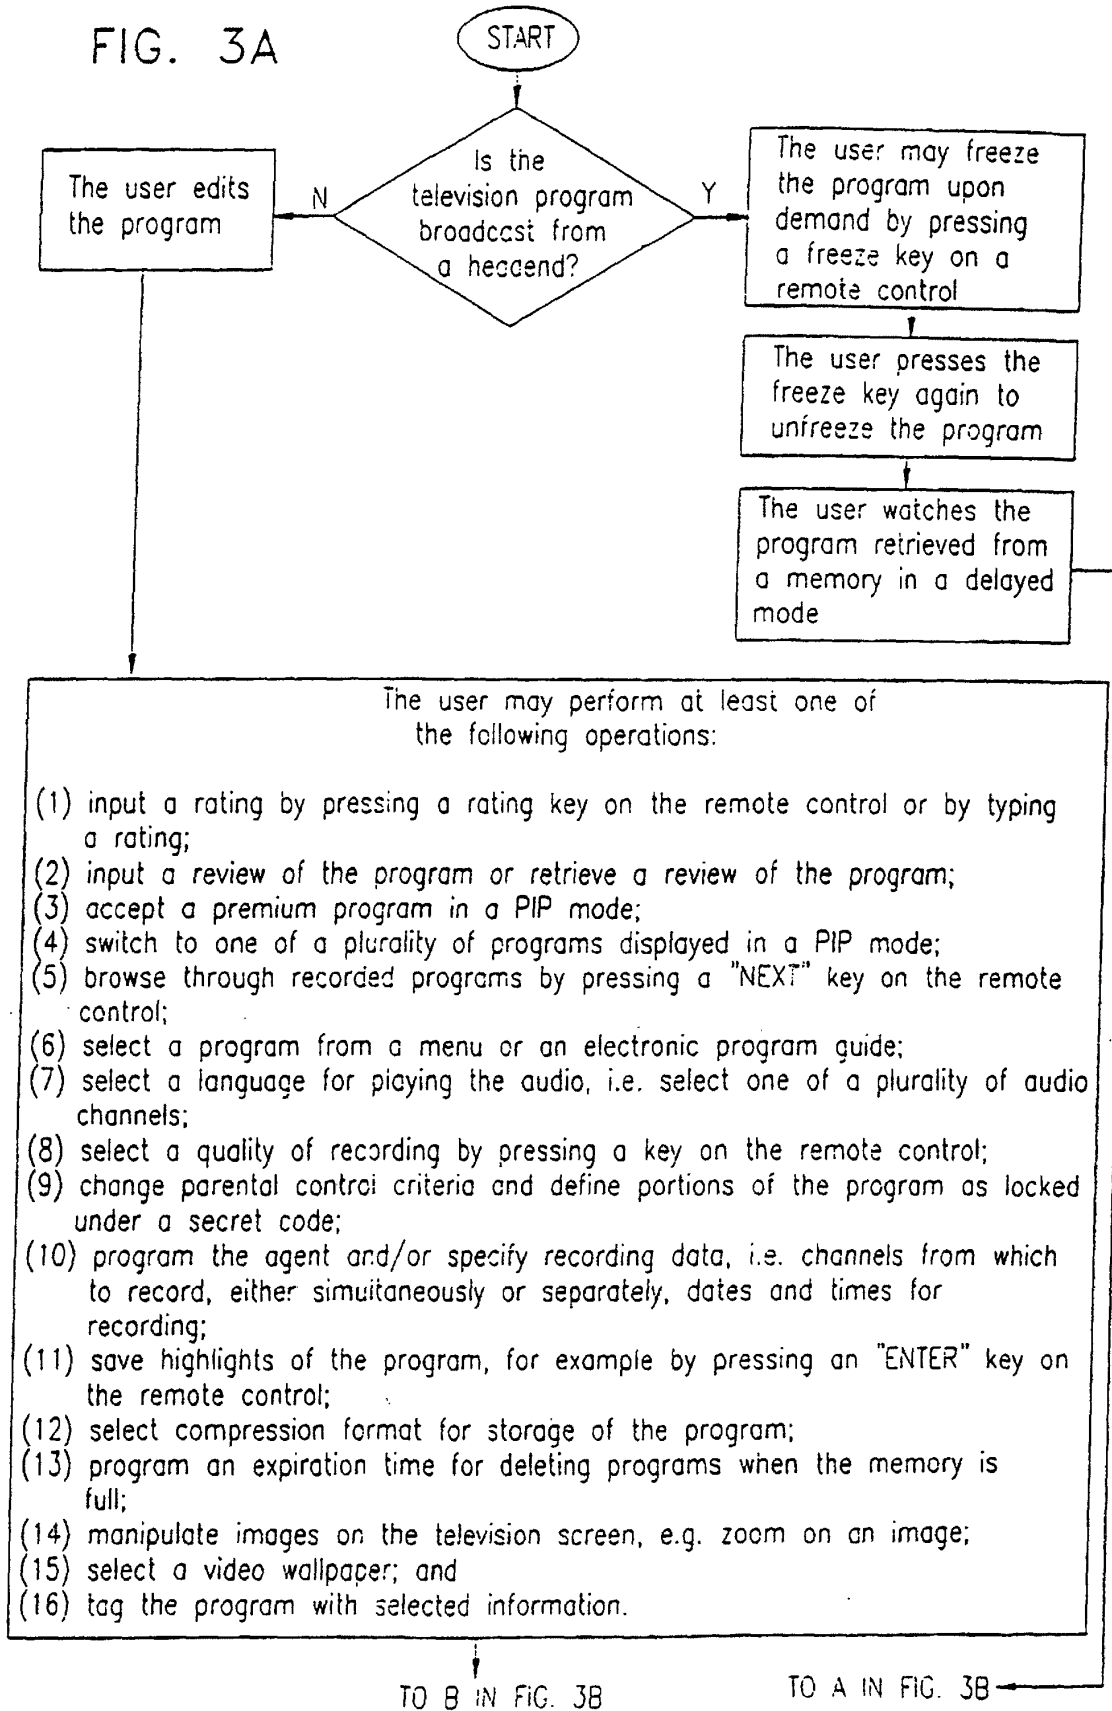 FIG. 3A
START
Is the
television program
broadcast from
a headend?
N
Y
The user edits
the program
The user may freeze
the program upon
demand by pressing
a freeze key on a
remote control
The user presses the
freeze key again to
unfreeze the program
The user watches the
program retrieved from
a memory in a delayed
mode
The user may perform at least one of
the following operations:
(1) input a rating by pressing a rating key on the remote control or by typing
a rating;
(2) input a review of the program or retrieve a review of the program;
(3) accept a premium program in a PIP mode;
(4) switch to one of a plurality of programs displayed in a PIP mode;
(5) browse through recorded programs by pressing a "NEXT" key on the remote
control;
(6) select a program from a menu or an electronic program guide;
(7) select a language for playing the audio, i.e. select one of a plurality of audio
channels;
(8) select a quality of recording by pressing a key on the remote control;
(9) change parental control criteria and define portions of the program as locked
under a secret code;
(10) program the agent and/or specify recording data, i.e. channels from which
to record, either simultaneously or separately, dates and times for
recording;
(11) save highlights of the program, for example by pressing an "ENTER" key on
the remote control;
(12) select compression format for storage of the program;
(13) program an expiration time for deleting programs when the memory is
full;
(14) manipulate images on the television screen, e.g. zoom on an image;
(15) select a video wallpaper; and
(16) tag the program with selected information.
TO B IN FIG. 3B
TO A IN FIG. 3B